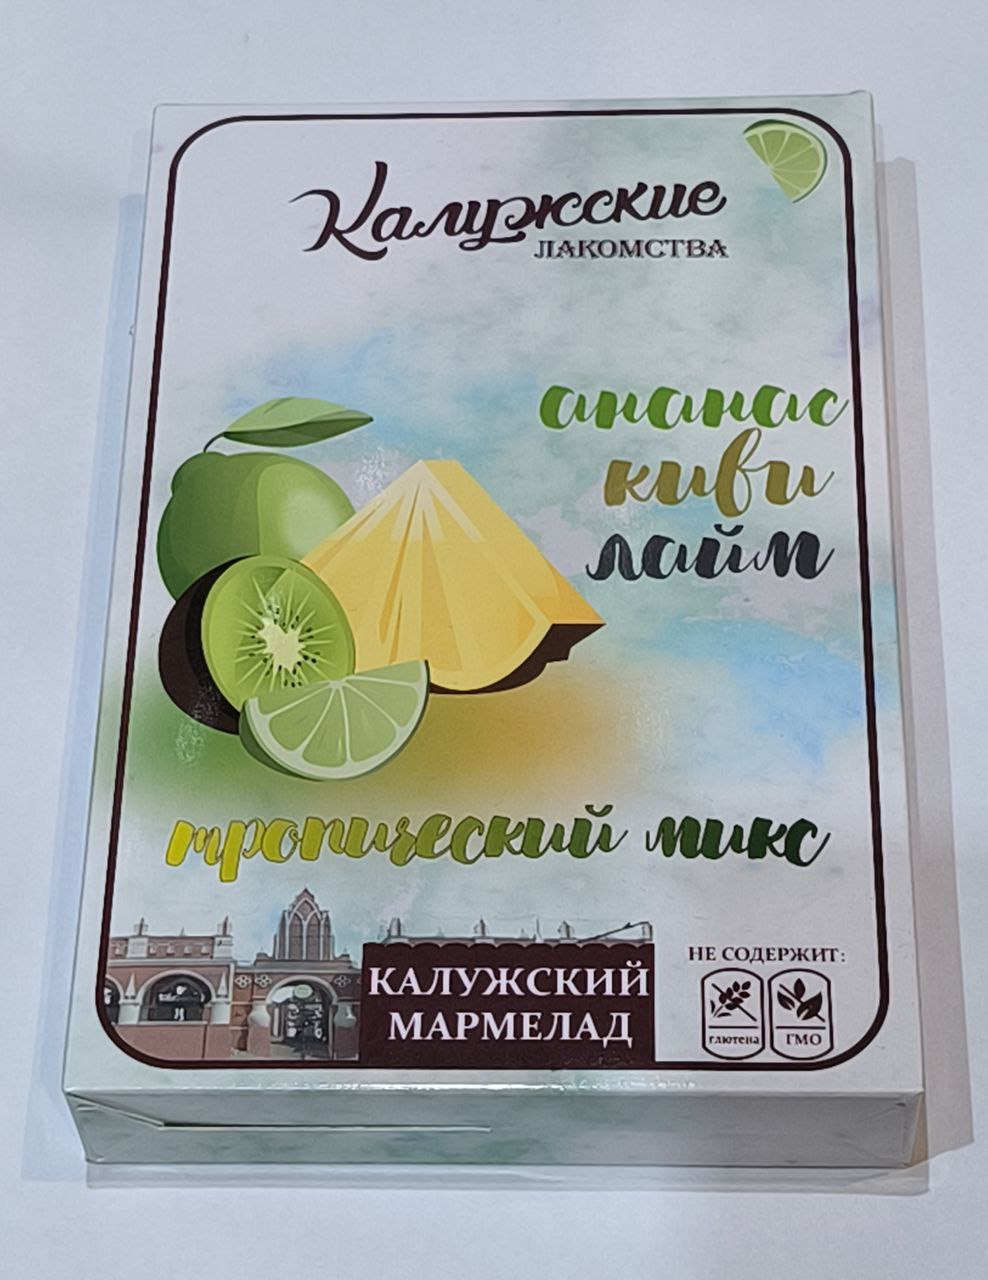 Калужские
ЛАКОМСТВА
ананас
киви
лайм
тропический микс
КАЛУЖСКИЙ
МАРМЕЛАД
НЕ СОДЕРЖИТ:
глютена
ГМО